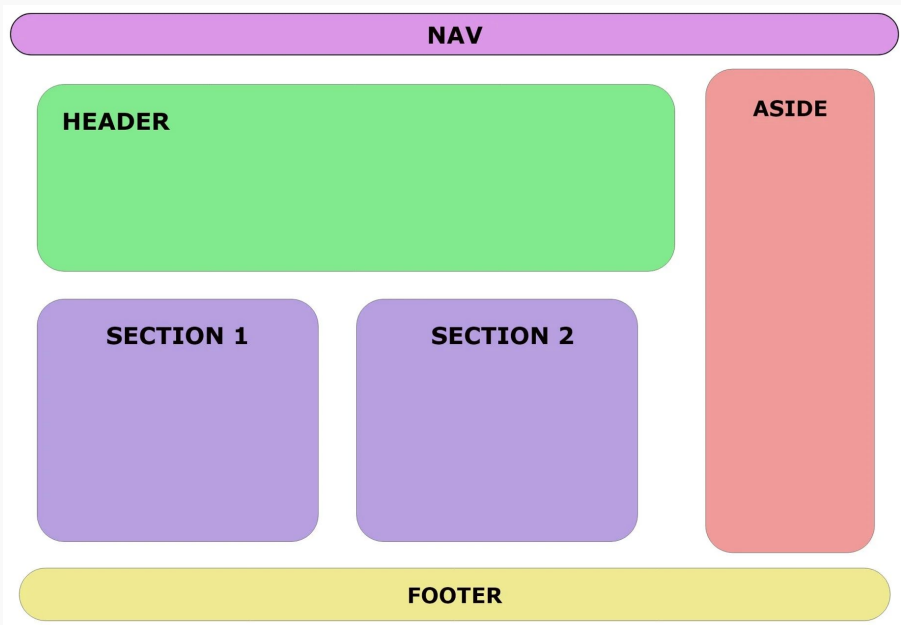 NAV
HEADER
ASIDE
SECTION 1
SECTION 2
FOOTER